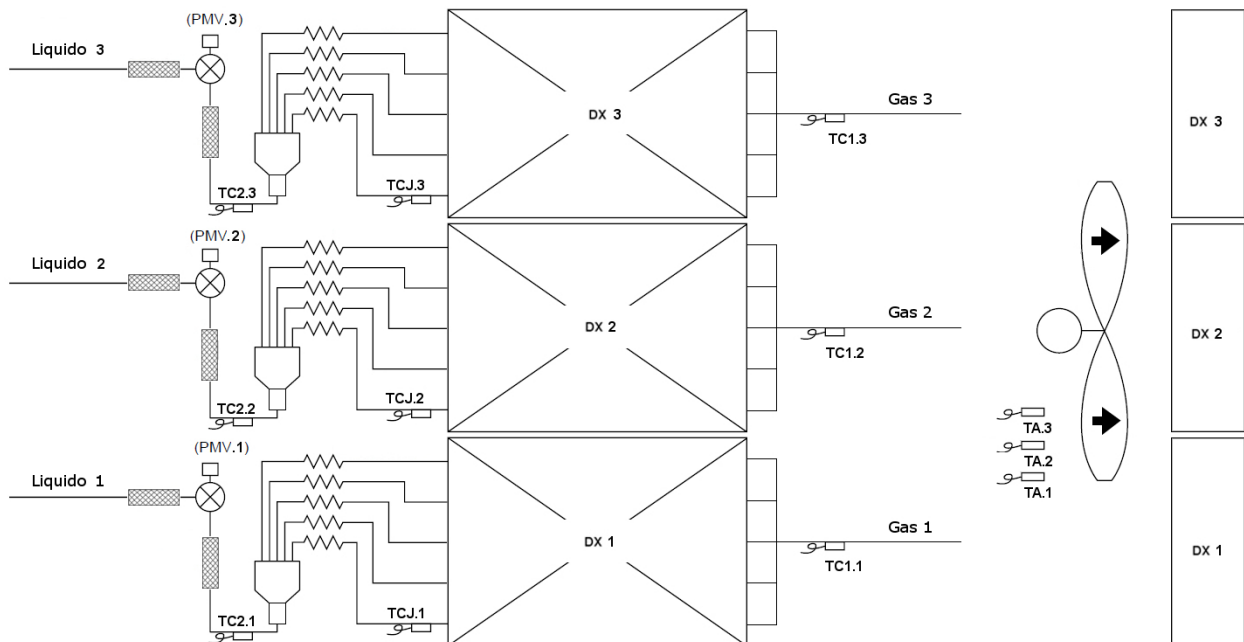 (PMV.3)
Liquido 3
DX 3
Gas 3
DX 3
TC1.3
TC2.3
TCJ.3
(PMV.2)
Liquido 2
DX 2
Gas 2
DX 2
TC1.2
TC2.2
TCJ.2
TA.3
(PMV.1)
TA.2
Liquido 1
TA.1
DX 1
Gas 1
DX 1
TC1.1
TC2.1
TCJ.1